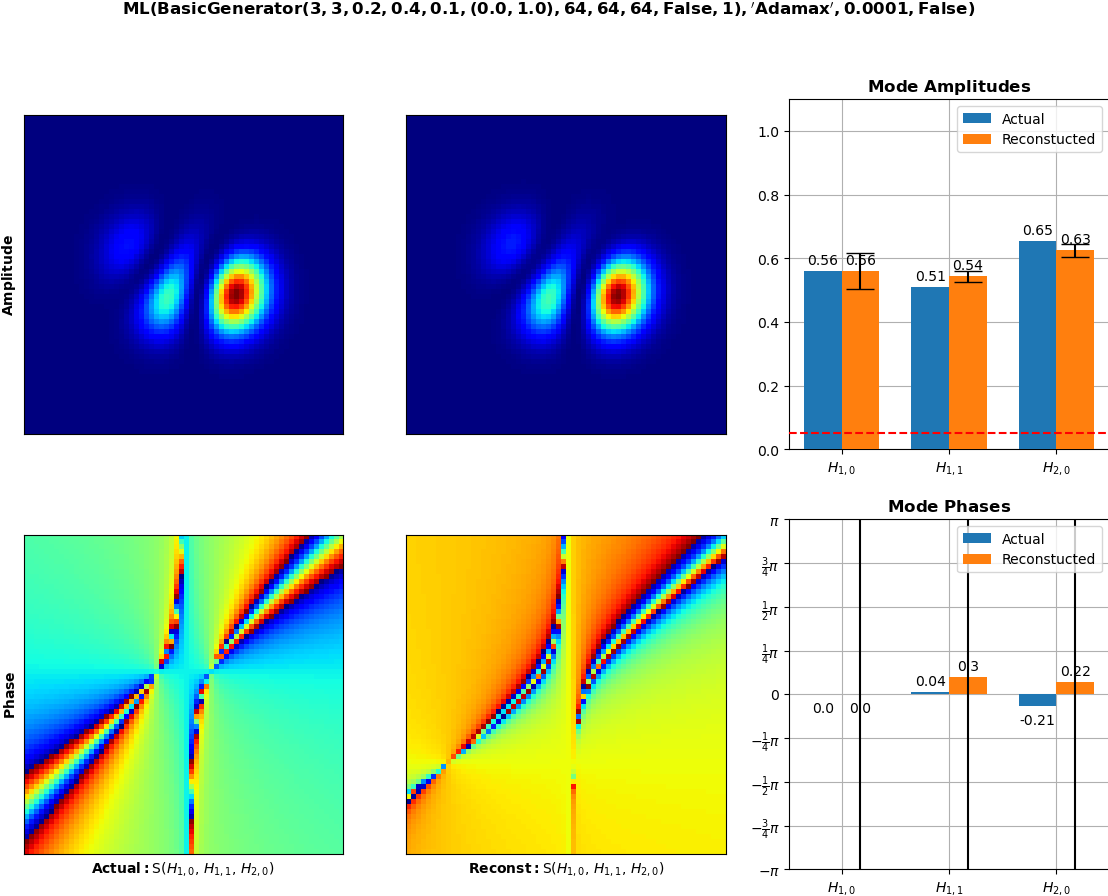 ML(BasicGenerator(3, 3, 0.2, 0.4, 0.1, (0.0, 1.0), 64, 64, 64, False, 1), 'Adamax', 0.0001, False)
Amplitude
Mode Amplitudes
Actual
Reconstucted
1.0
0.8
0.6
0.4
0.2
0.0
0.56 0.56
0.51 0.54
0.65 0.63
H1,0 H1,1 H2,0
Phase
Actual: S(H1,0, H1,1, H2,0)
Reconst: S(H1,0, H1,1, H2,0)
Mode Phases
Actual
Reconstucted
π
3/4π
1/2π
1/4π
0
−1/4π
−1/2π
−3/4π
−π
0.0 0.0
0.04 0.3
-0.21 0.22
H1,0 H1,1 H2,0